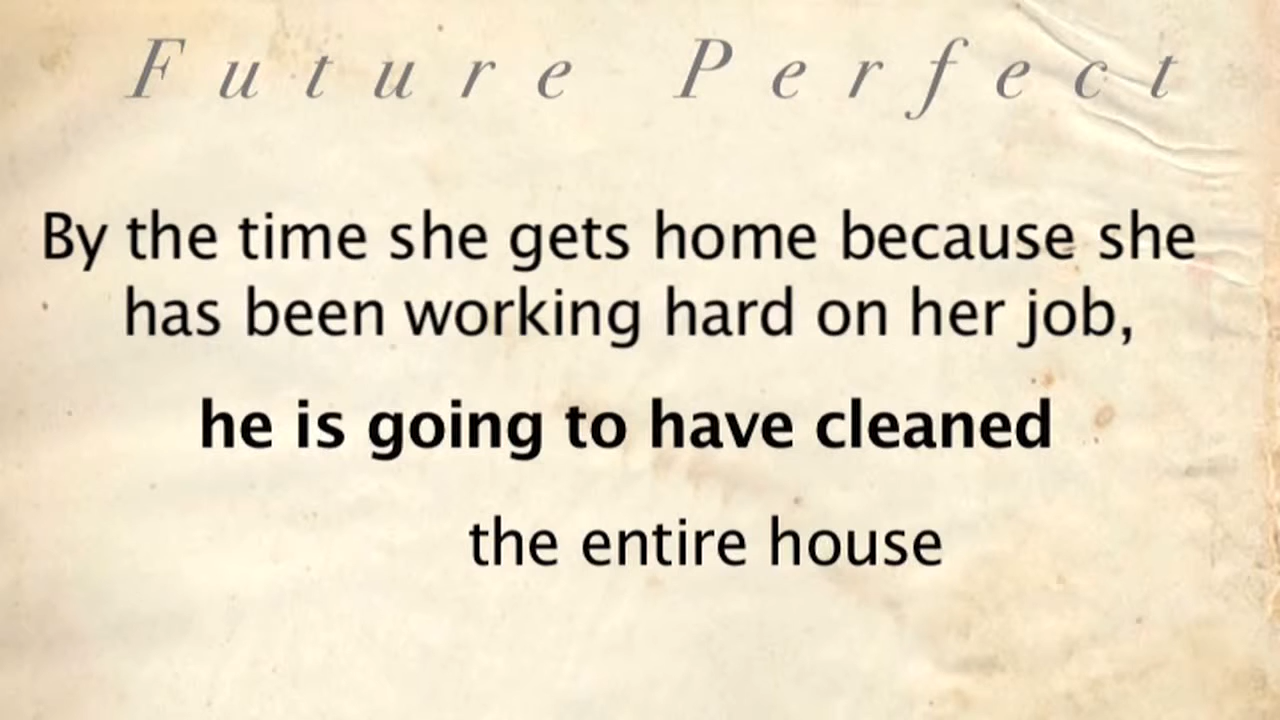 Future Perfect
By the time she gets home because she
has been working hard on her job,
he is going to have cleaned
the entire house